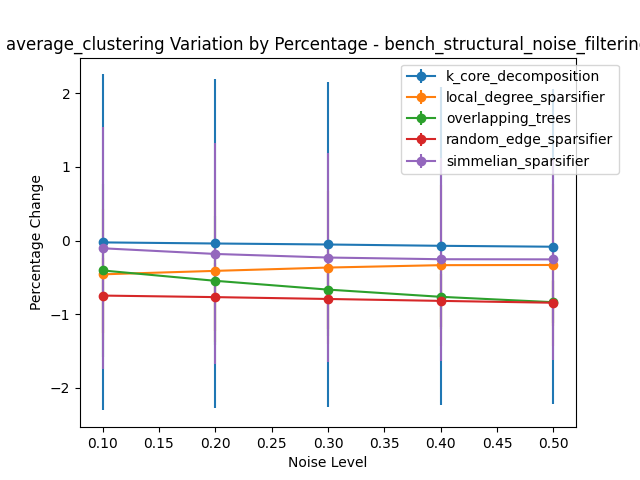 average_clustering Variation by Percentage - bench_structural_noise_filtering
k_core_decomposition
local_degree_sparsifier
overlapping_trees
random_edge_sparsifier
simmelian_sparsifier
Percentage Change
2
1
0
−1
−2
0.10 0.15 0.20 0.25 0.30 0.35 0.40 0.45 0.50
Noise Level